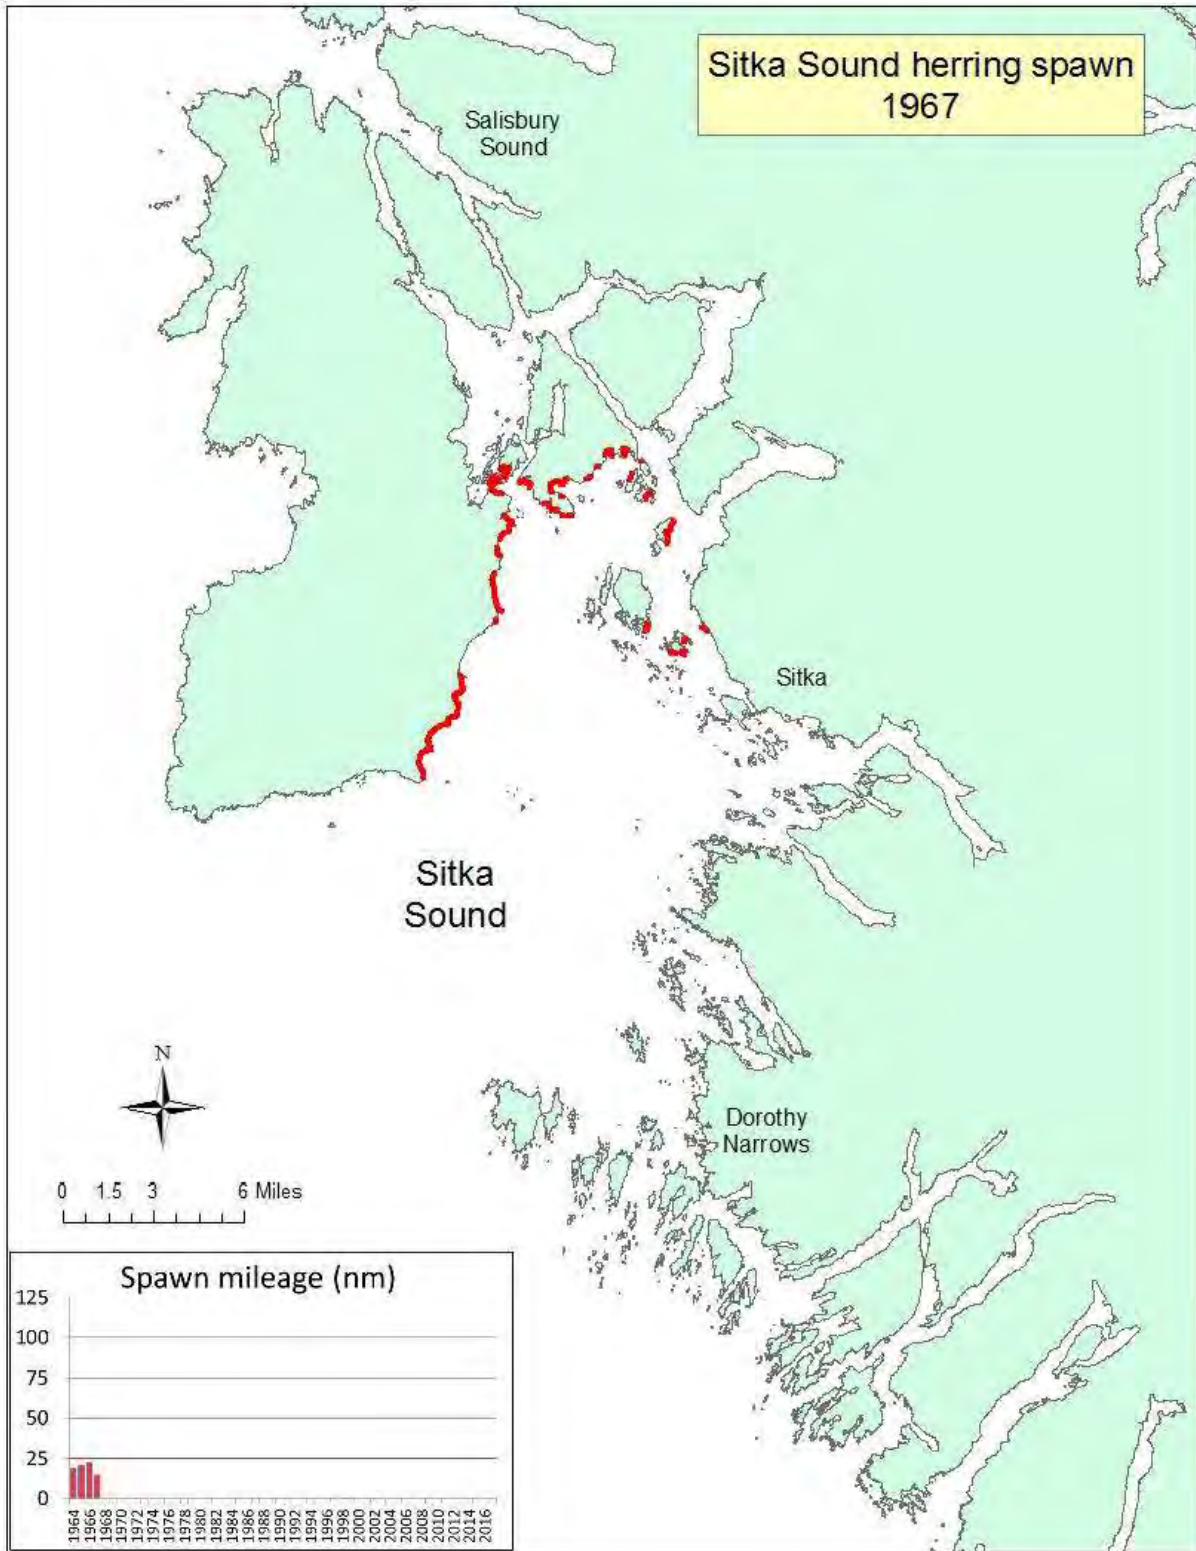 Sitka Sound herring spawn
1967
Salisbury
Sound
Sitka
Sitka
Sound
N
Dorothy
Narrows
0 1.5 3 6 Miles
Spawn mileage (nm)
125
100
75
50
25
0
1964 1966 1968 1970 1972 1974 1976 1978 1980 1982 1984 1986 1988 1990 1992 1994 1996 1998 2000 2002 2004 2006 2008 2010 2012 2014 2016